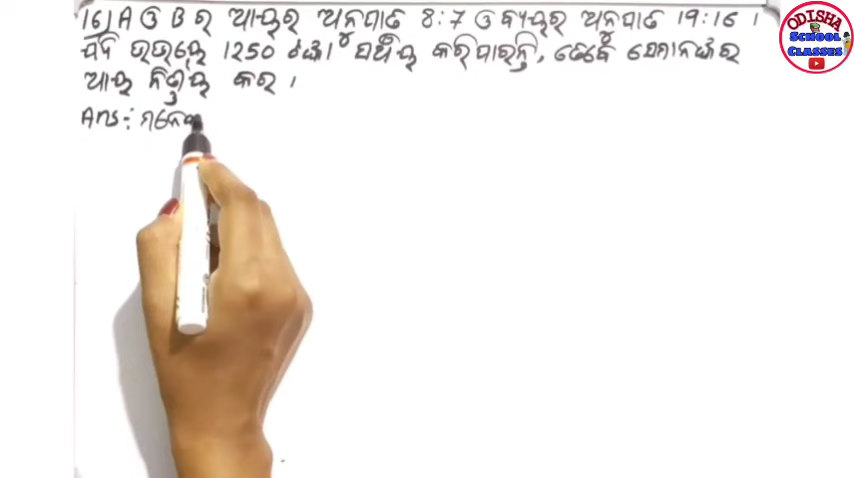 16) A ଓ B ର ଆୟର ଅନୁପାତ 8:7 ଓ ବ୍ୟୟର ଅନୁପାତ 19:16 ।
ଯଦି ଉଭୟେ 1250 ଟଙ୍କା ସଞ୍ଚୟ କରିପାରନ୍ତି, ତେବେ ସେମାନଙ୍କର
ଆୟ ନିର୍ଣ୍ଣୟ କର ।
Ans:- ମନେ
ODISHA
SCHOOL
CLASSES